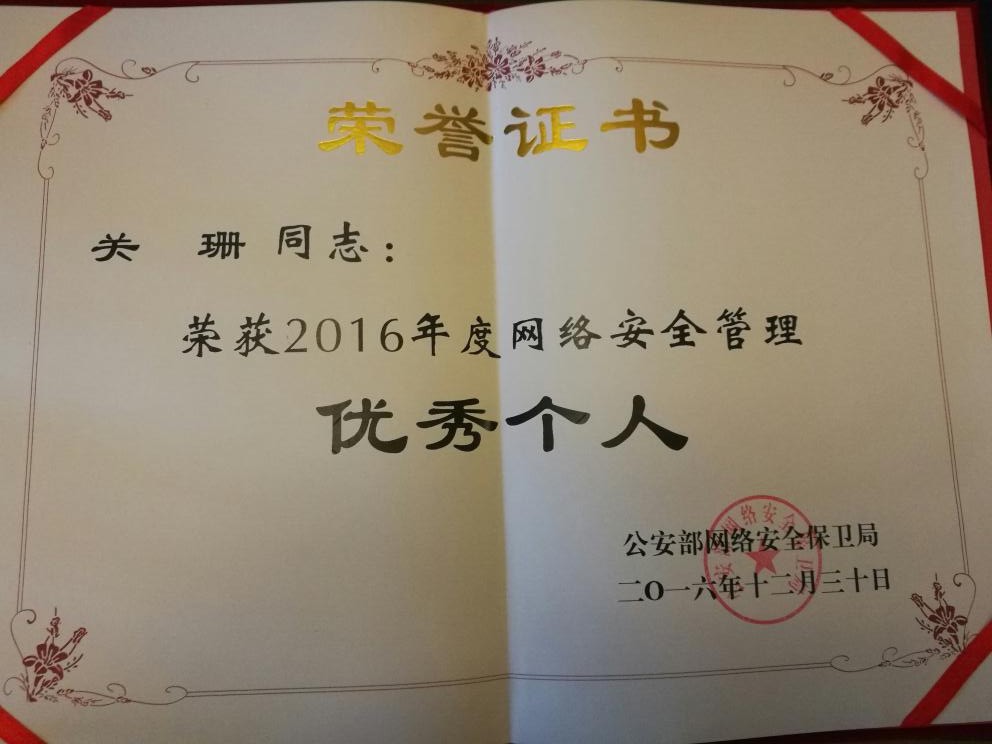 荣誉证书
关 珊 同志：
荣获2016年度网络安全管理
优秀个人
公安部网络安全保卫局
二〇一六年十二月三十日